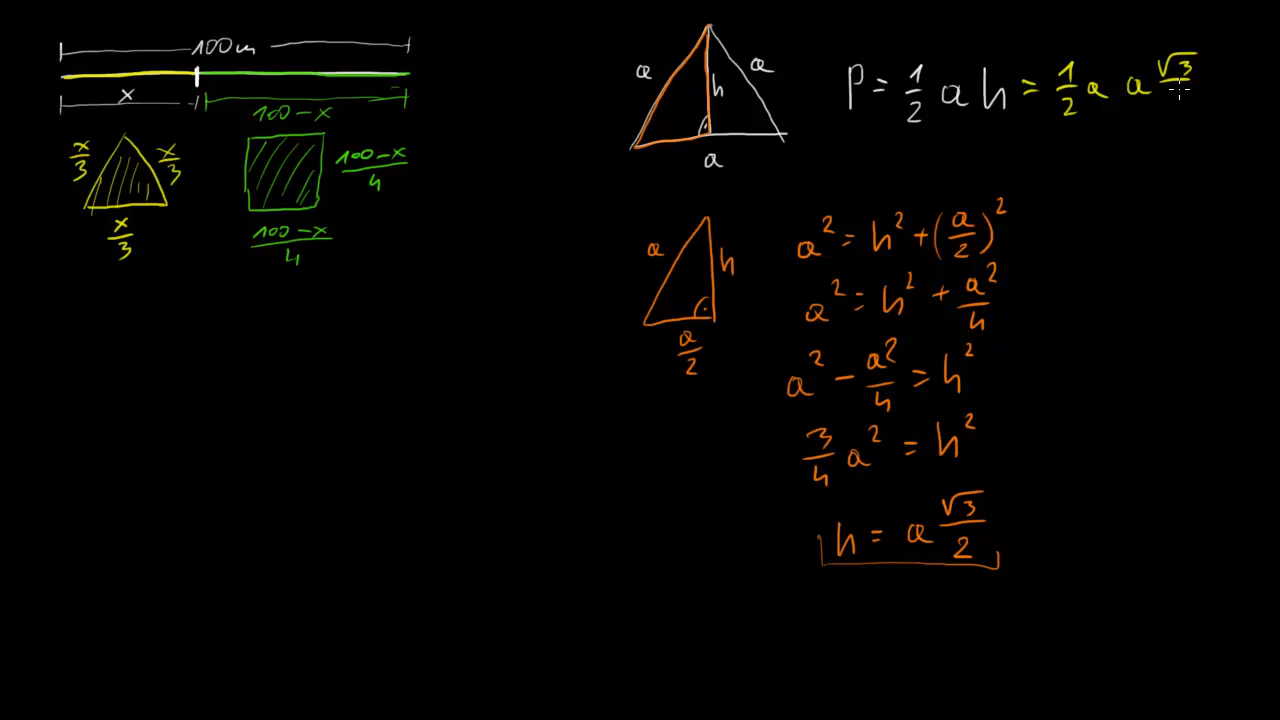 100m
x
100-x
x/3 x/3
x/3
(100-x)/4
(100-x)/4
a a
h
a
P = 1/2 a h = 1/2 a a √3
a
h
a/2
a² = h² + (a/2)²
a² = h² + a²/4
a² - a²/4 = h²
3/4 a² = h²
h = a √3/2